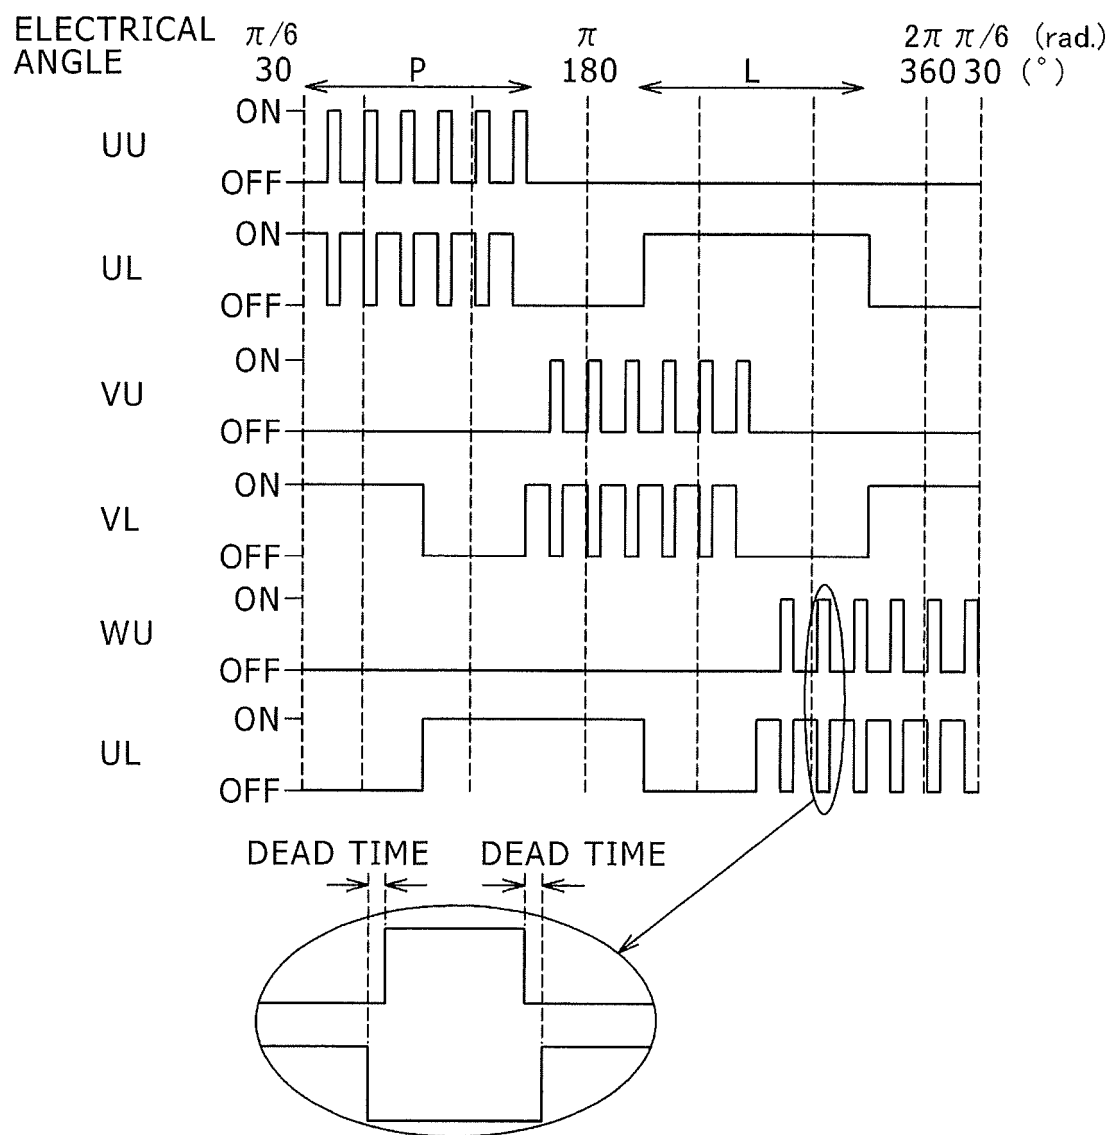 ELECTRICAL π/6 π 2π π/6 (rad.)
ANGLE 30 P 180 L 360 30 (°)
ON
UU
OFF
ON
UL
OFF
ON
VU
OFF
ON
VL
OFF
ON
WU
OFF
ON
UL
OFF
DEAD TIME DEAD TIME